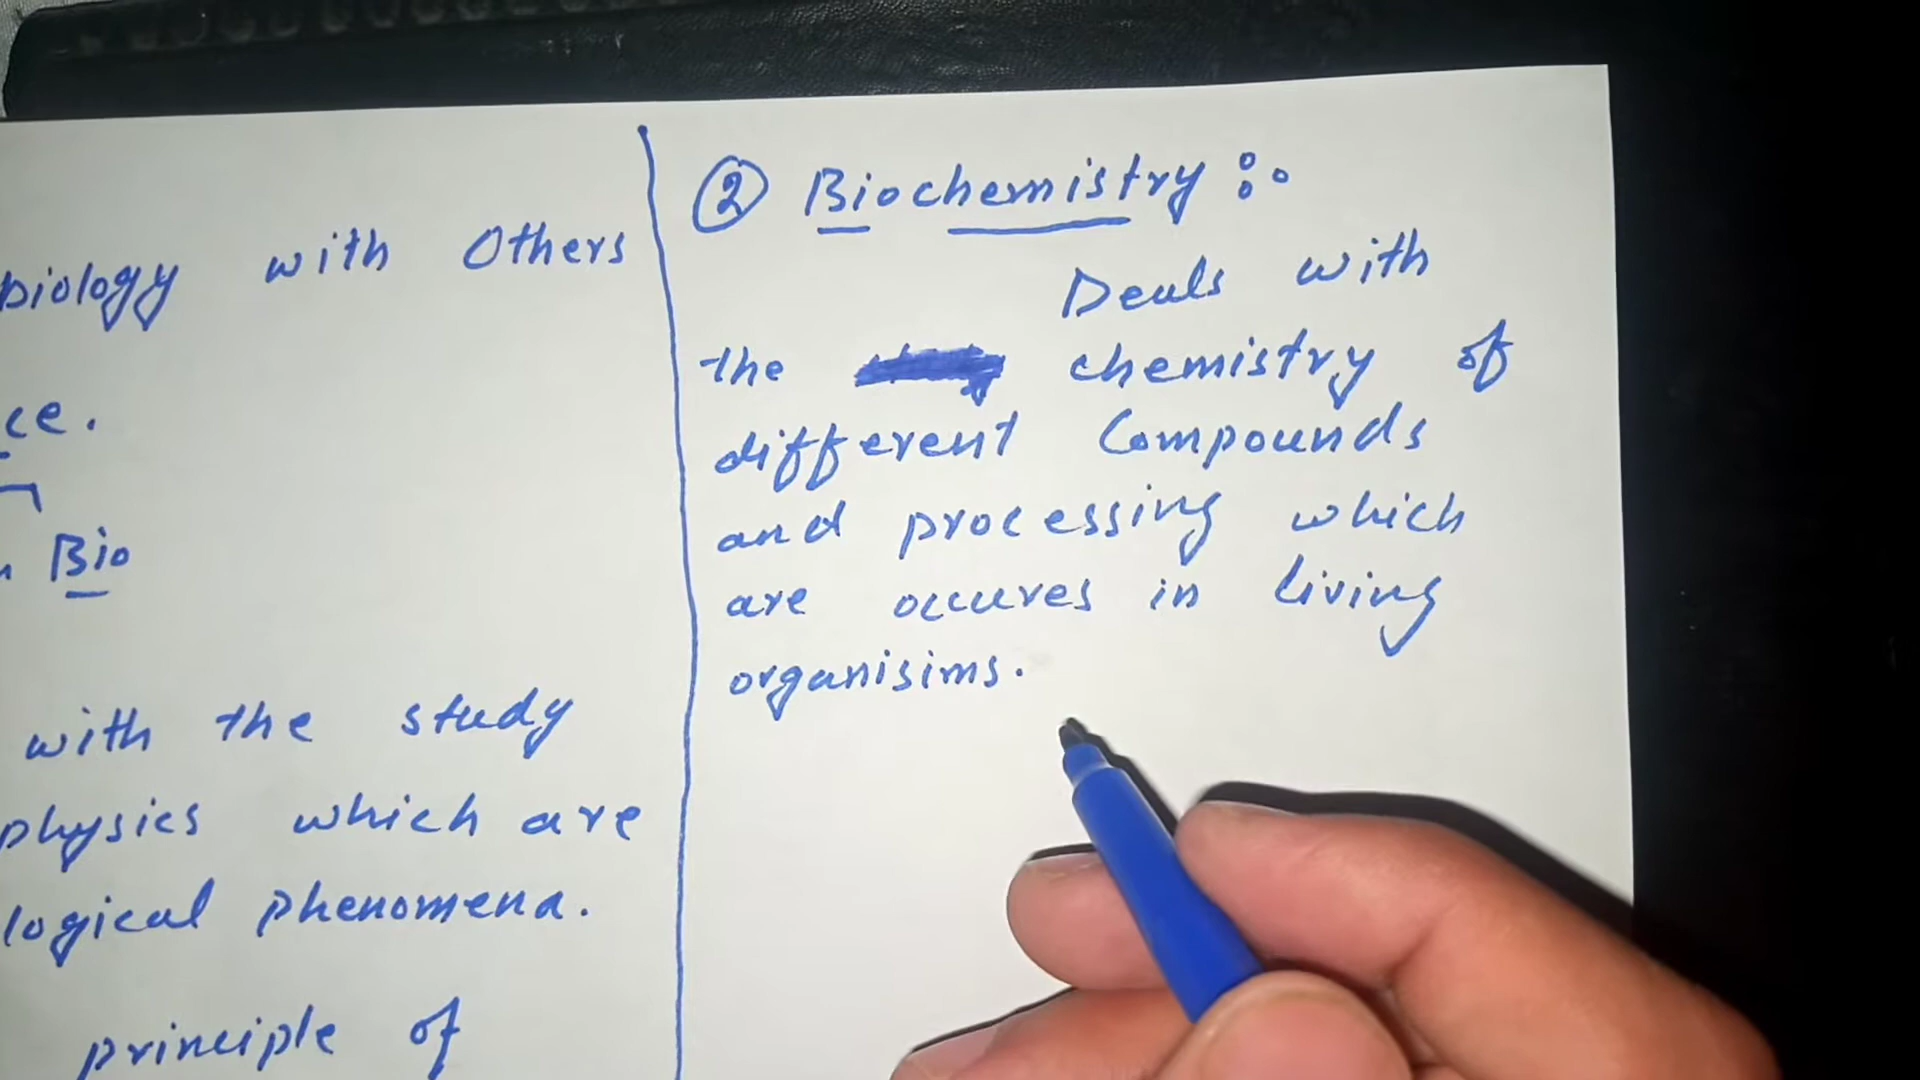 biology with Others
ce.
Bio
with the study
physics which are
logical phenomena.
principle of
② Biochemistry :-
Deals with
the chemistry of
different Compounds
and processing which
are occures in living
organisims.